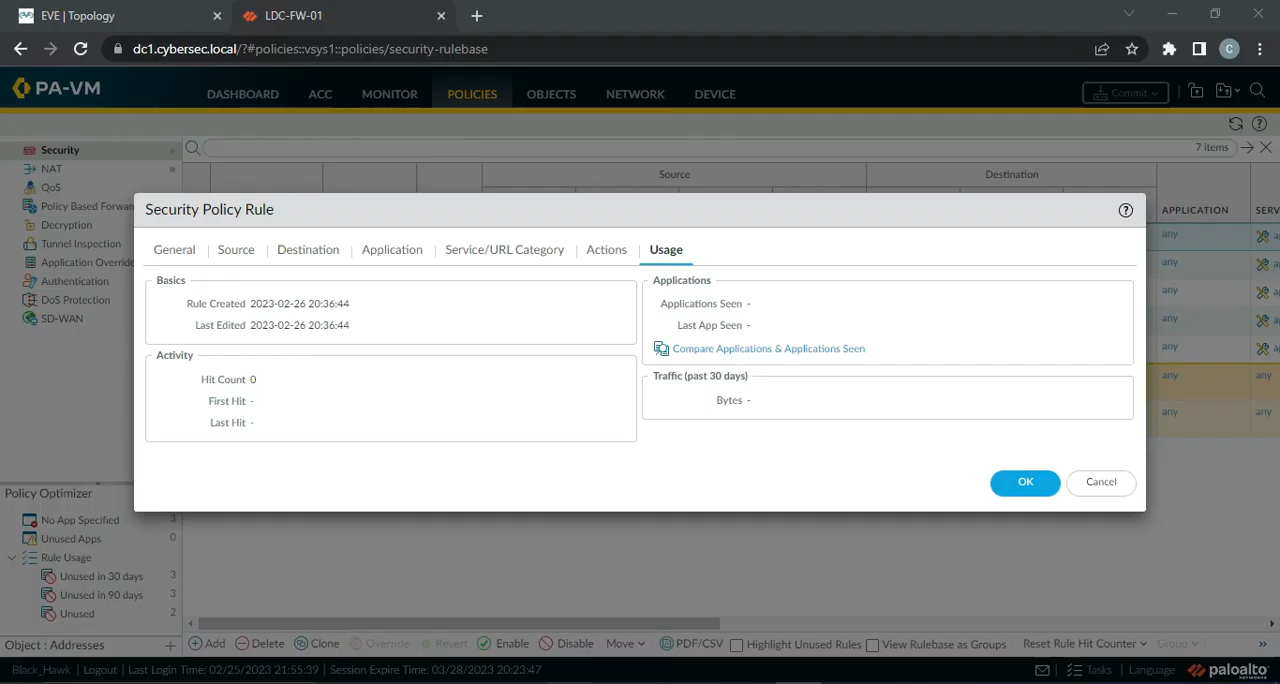 EVE | Topology
LDC-FW-01
dc1.cybersec.local/?#policies::vsys1::policies/security-rulebase
C
PA-VM
DASHBOARD
ACC
MONITOR
POLICIES
OBJECTS
NETWORK
DEVICE
Commit
Security
NAT
QoS
Policy Based Forwar
Decryption
Tunnel Inspection
Application Override
Authentication
DoS Protection
SD-WAN
7 items
Source
Destination
APPLICATION
SERV
any
any
any
any
any
any
any
any
any
Security Policy Rule
General
Source
Destination
Application
Service/URL Category
Actions
Usage
Basics
Rule Created 2023-02-26 20:36:44
Last Edited 2023-02-26 20:36:44
Activity
Hit Count 0
First Hit -
Last Hit -
Applications
Applications Seen -
Last App Seen -
Compare Applications & Applications Seen
Traffic (past 30 days)
Bytes -
OK
Cancel
Policy Optimizer
No App Specified 3
Unused Apps 0
Rule Usage
Unused in 30 days 3
Unused in 90 days 3
Unused 2
Object : Addresses +
Add
Delete
Clone
Override
Revert
Enable
Disable
Move
PDF/CSV
Highlight Unused Rules
View Rulebase as Groups
Reset Rule Hit Counter
Group
Black_Hawk | Logout | Last Login Time: 02/25/2023 21:55:39 | Session Expire Time: 03/28/2023 20:23:47
Tasks | Language
paloalto
NETWORKS